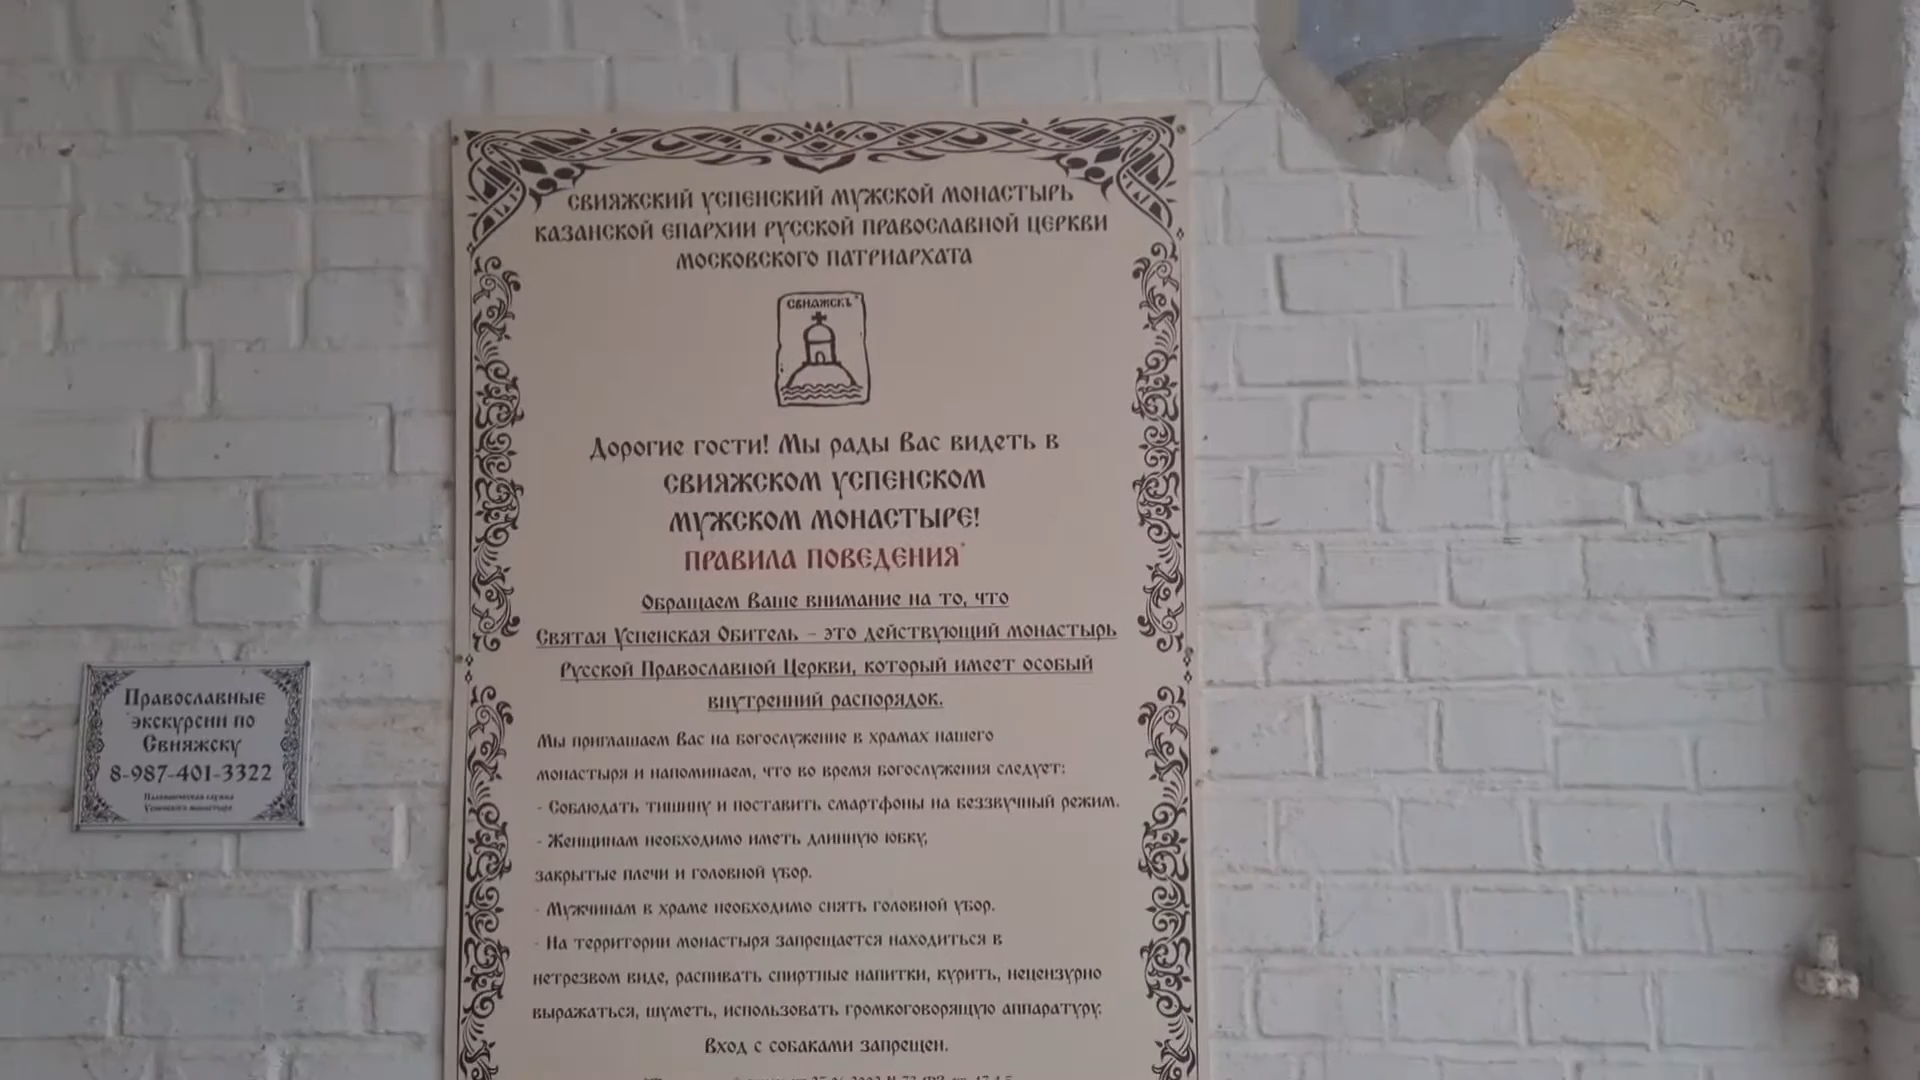 СВИЯЖСКИЙ УСПЕНСКИЙ МУЖСКОЙ МОНАСТЫРЬ
КАЗАНСКОЙ ЕПАРХИИ РУССКОЙ ПРАВОСЛАВНОЙ ЦЕРКВИ
МОСКОВСКОГО ПАТРИАРХАТА
СВИЯЖСКЪ
Дорогие гости! Мы рады Вас видеть в
СВИЯЖСКОМ УСПЕНСКОМ
МУЖСКОМ МОНАСТЫРЕ!
ПРАВИЛА ПОВЕДЕНИЯ*
Обращаем Ваше внимание на то, что
Святая Успенская Обитель – это действующий монастырь
Русской Православной Церкви, который имеет особый
внутренний распорядок.
Мы приглашаем Вас на богослужение в храмах нашего
монастыря и напоминаем, что во время богослужения следует:
- Соблюдать тишину и поставить смартфоны на беззвучный режим.
- Женщинам необходимо иметь длинную юбку,
закрытые плечи и головной убор.
- Мужчинам в храме необходимо снять головной убор.
- На территории монастыря запрещается находиться в
нетрезвом виде, распивать спиртные напитки, курить, нецензурно
выражаться, шуметь, использовать громкоговорящую аппаратуру.
Вход с собаками запрещен.
Православные
экскурсии по
Свияжску
8-987-401-3322
Паломническая служба
Успенского монастыря